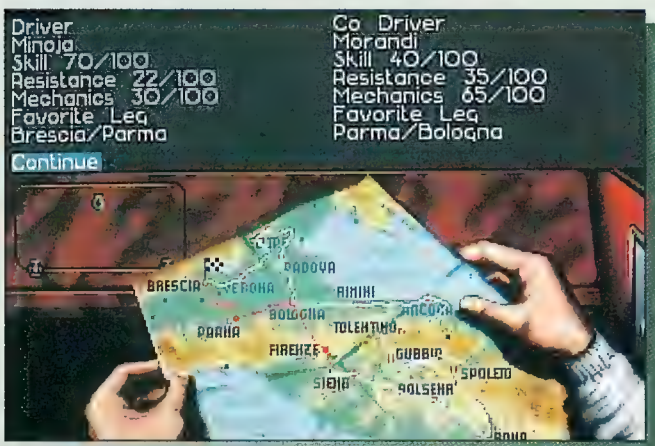 Driver
Minoja
Skill 70/100
Resistance 22/100
Mechanics 30/100
Favorite Leg
Brescia/Parma
Co Driver
Morandi
Skill 40/100
Resistance 35/100
Mechanics 65/100
Favorite Leg
Parma/Bologna
Continue
PADOVA
BRESCIA
VERONA
RIMINI
ANCONA
BOLOGNA
PARMA
TOLENTINO
FIRENZE
GUBBIO
SPOLETO
SIENA
BOLSENA
ROMA